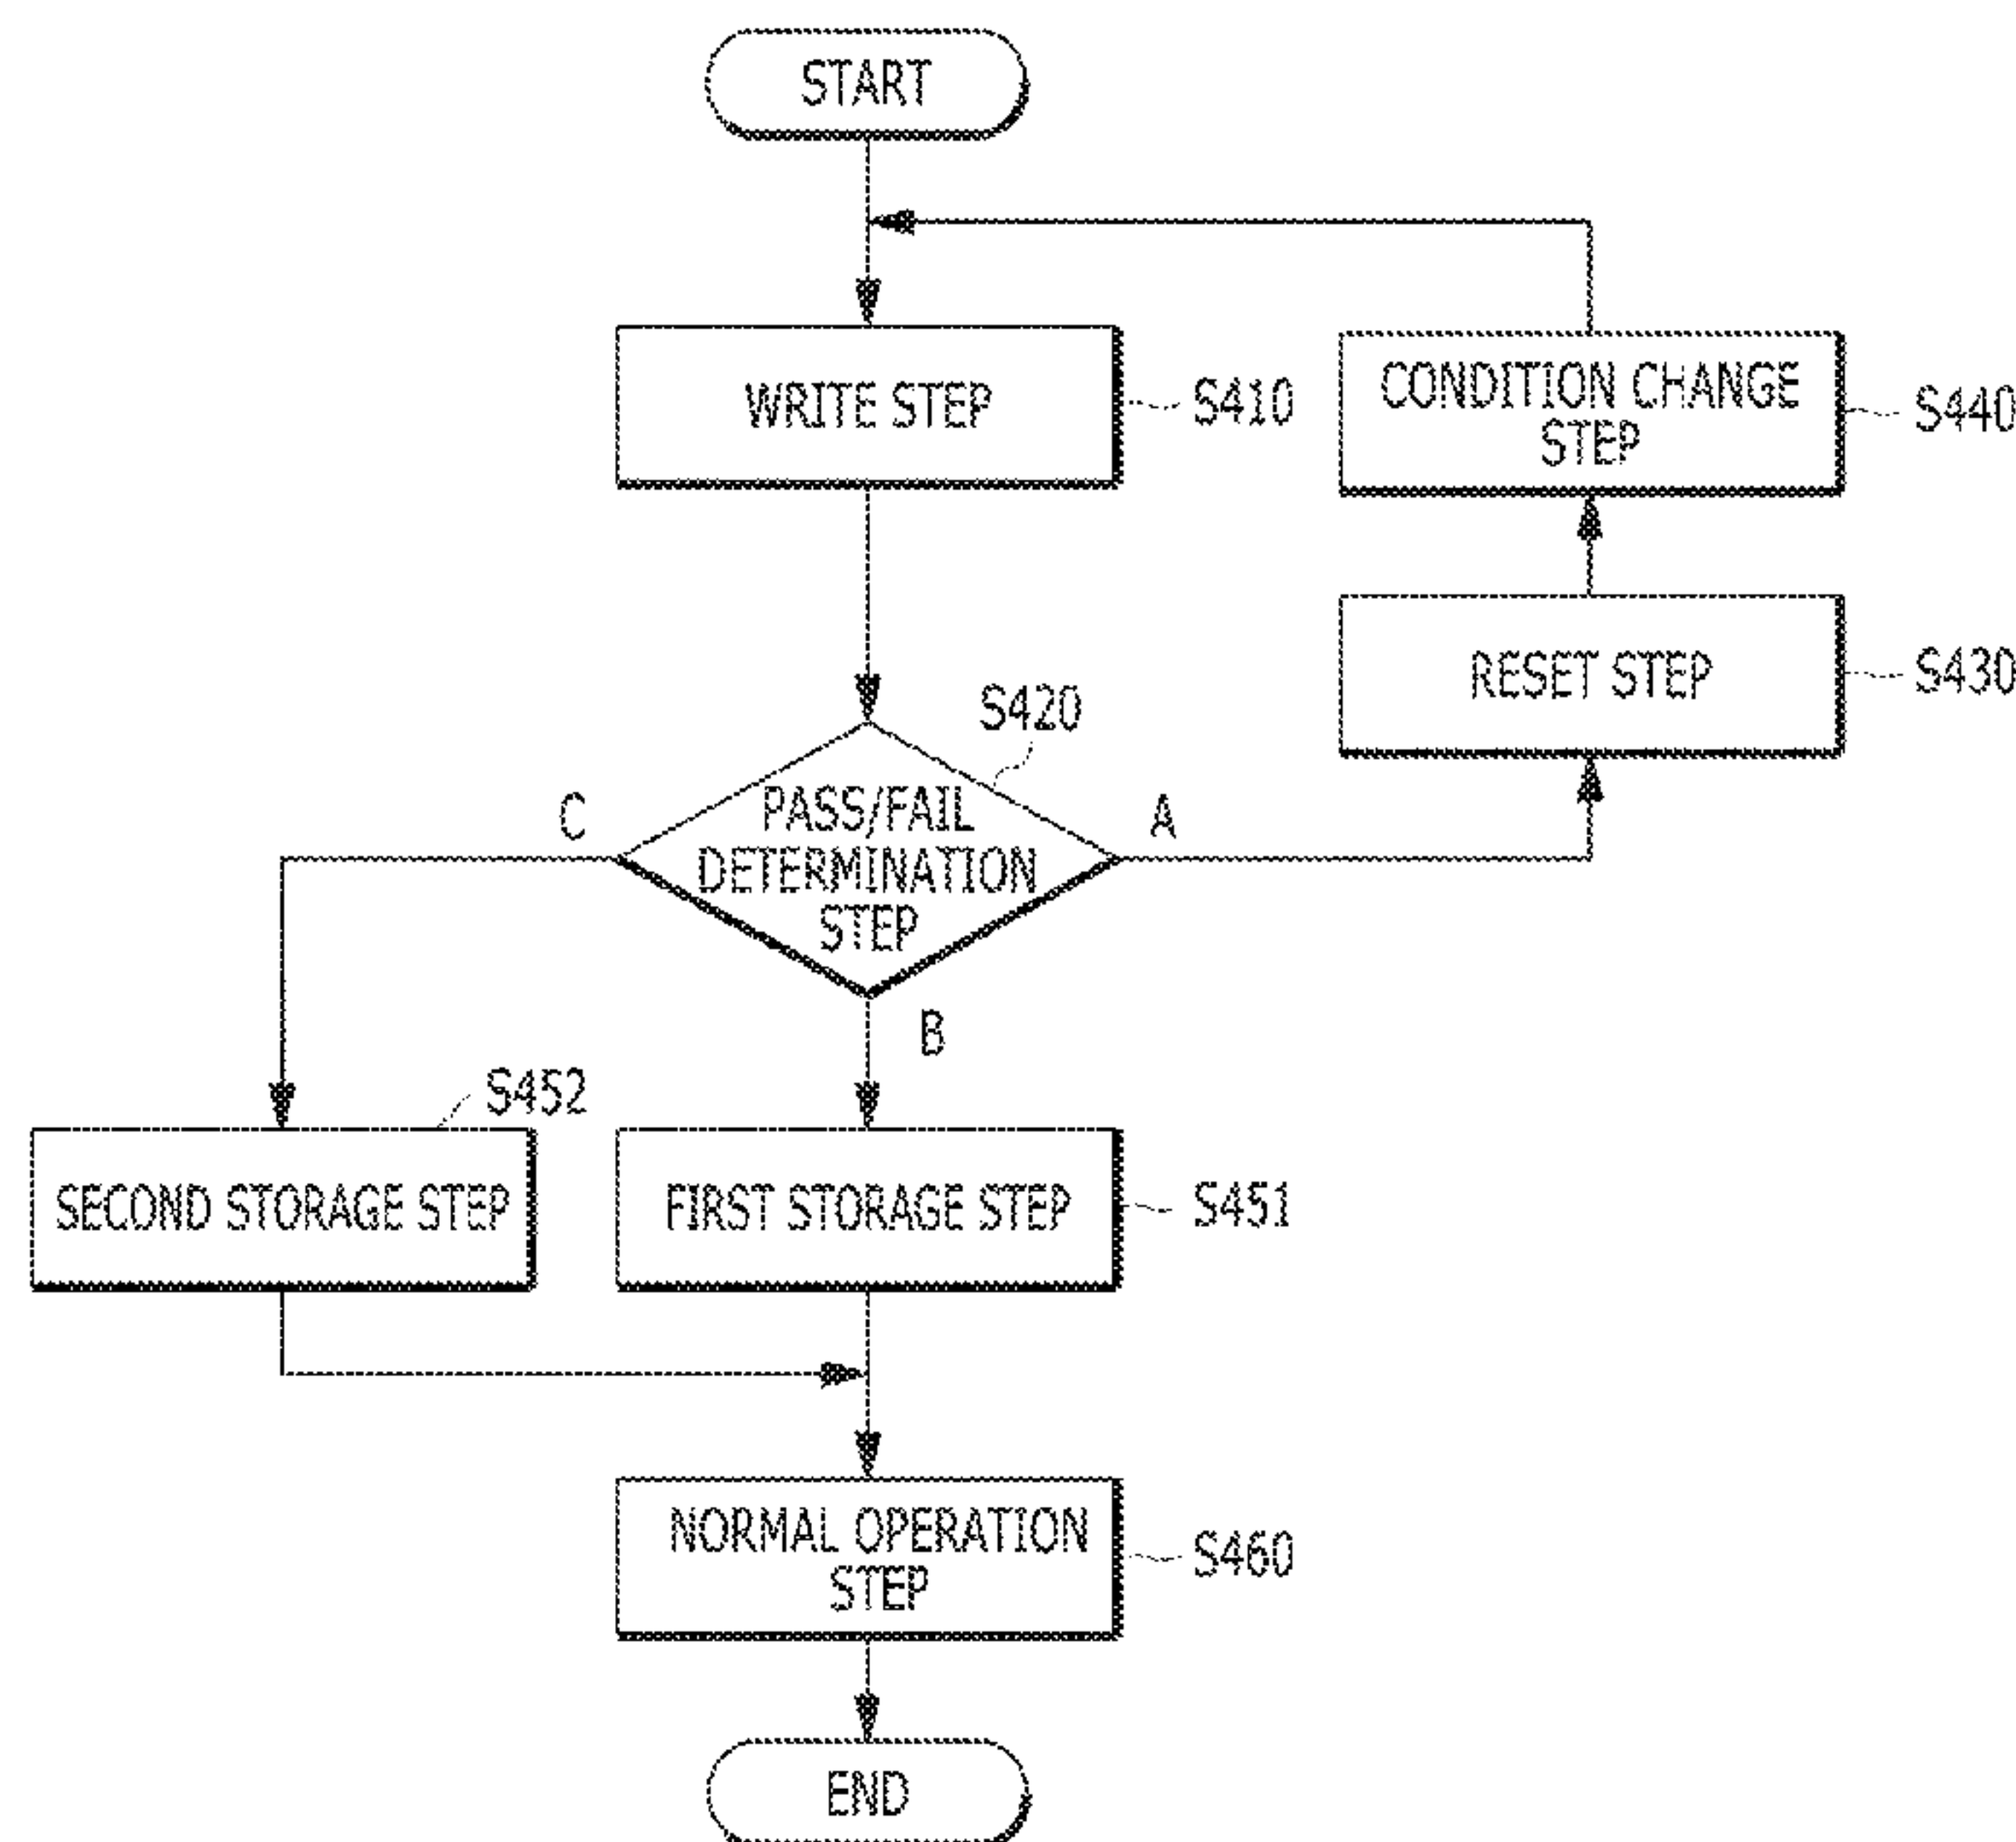 START
WRITE STEP
S410
CONDITION CHANGE
STEP
S440
RESET STEP
S430
S420
PASS/FAIL
DETERMINATION
STEP
C
A
B
S452
SECOND STORAGE STEP
FIRST STORAGE STEP
S451
NORMAL OPERATION
STEP
S460
END